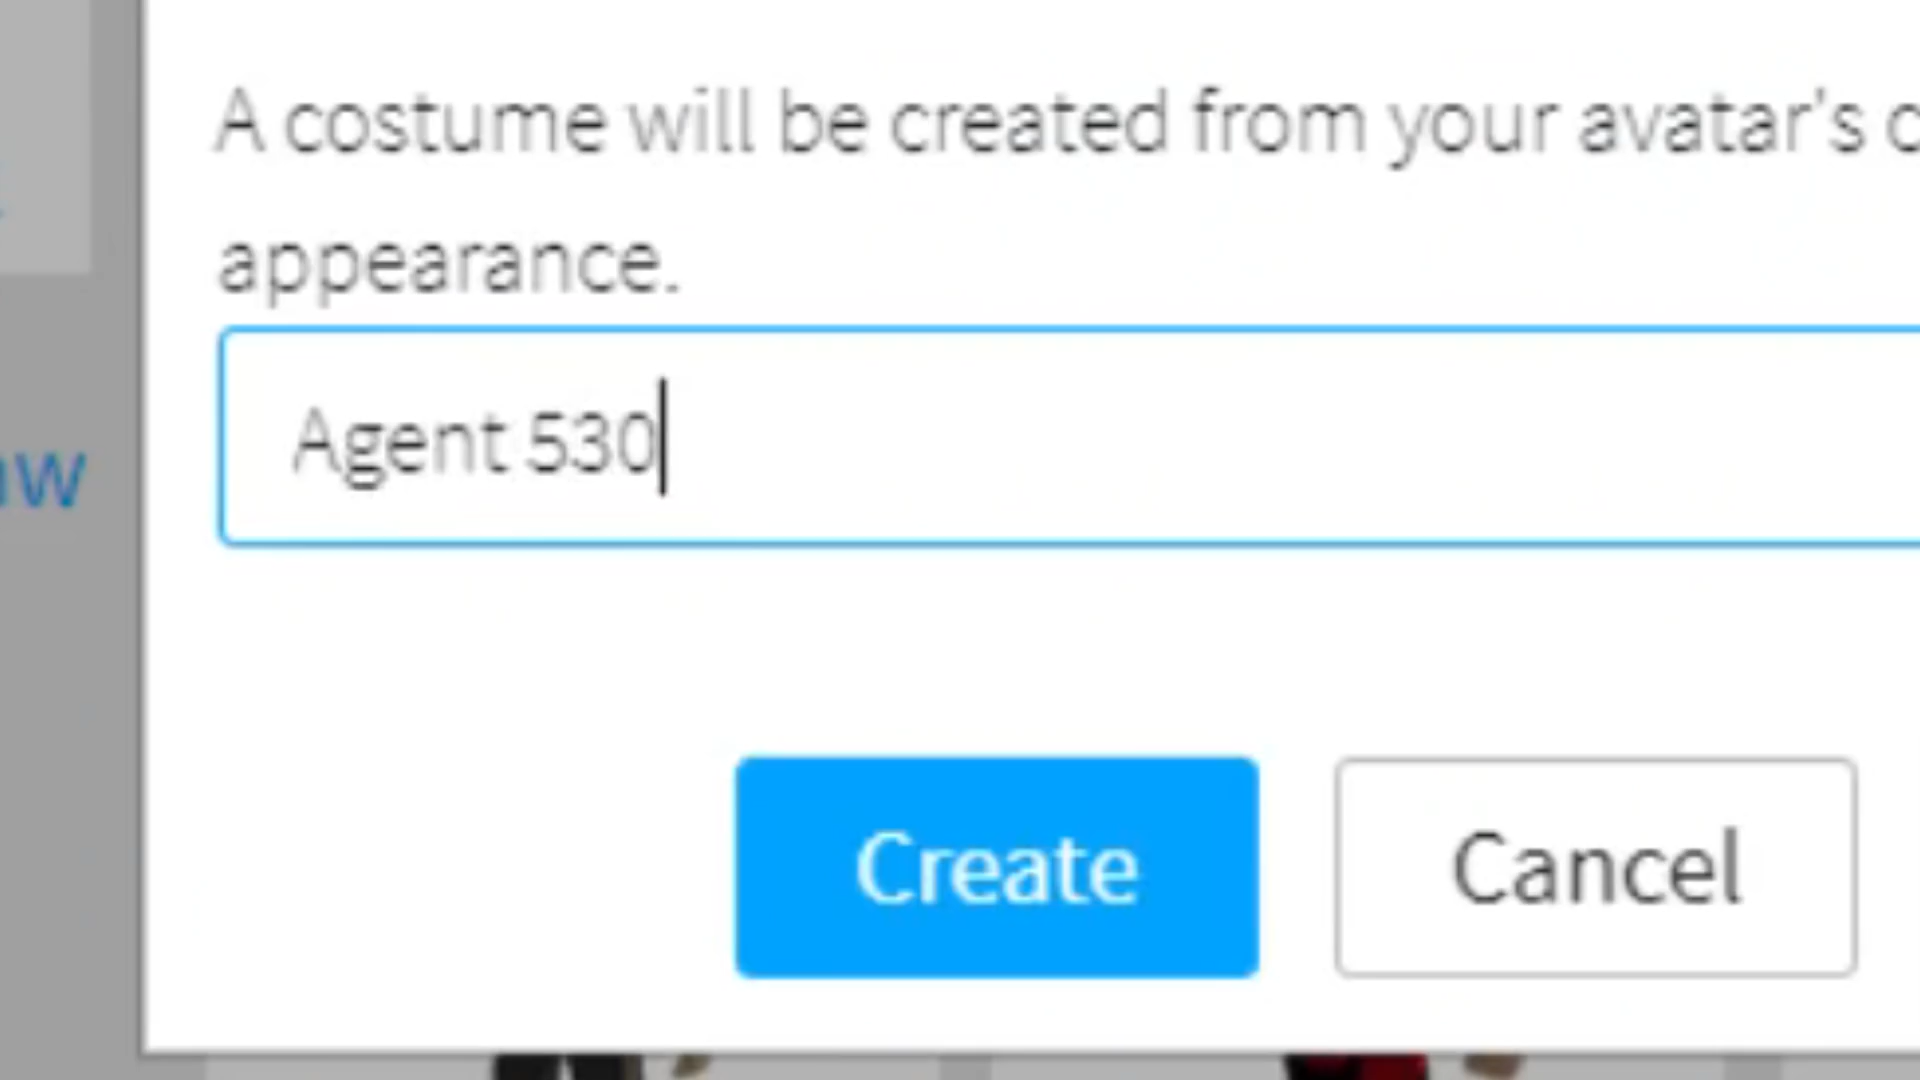 A costume will be created from your avatar's
appearance.
Agent 530
Create
Cancel